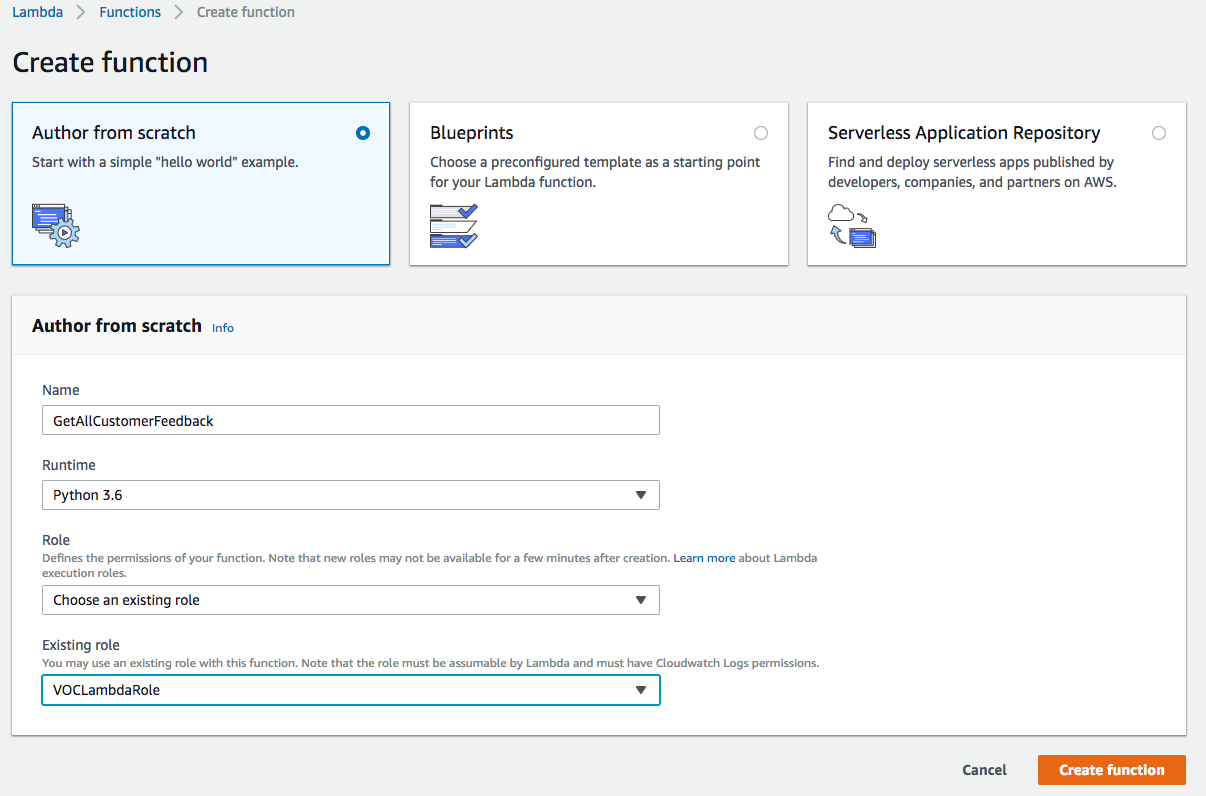 Lambda > Functions > Create function
Create function
Author from scratch
Start with a simple "hello world" example.
Blueprints
Choose a preconfigured template as a starting point
for your Lambda function.
Serverless Application Repository
Find and deploy serverless apps published by
developers, companies, and partners on AWS.
Author from scratch Info
Name
GetAllCustomerFeedback
Runtime
Python 3.6
Role
Defines the permissions of your function. Note that new roles may not be available for a few minutes after creation. Learn more about Lambda
execution roles.
Choose an existing role
Existing role
You may use an existing role with this function. Note that the role must be assumable by Lambda and must have Cloudwatch Logs permissions.
VOCLambdaRole
Cancel Create function